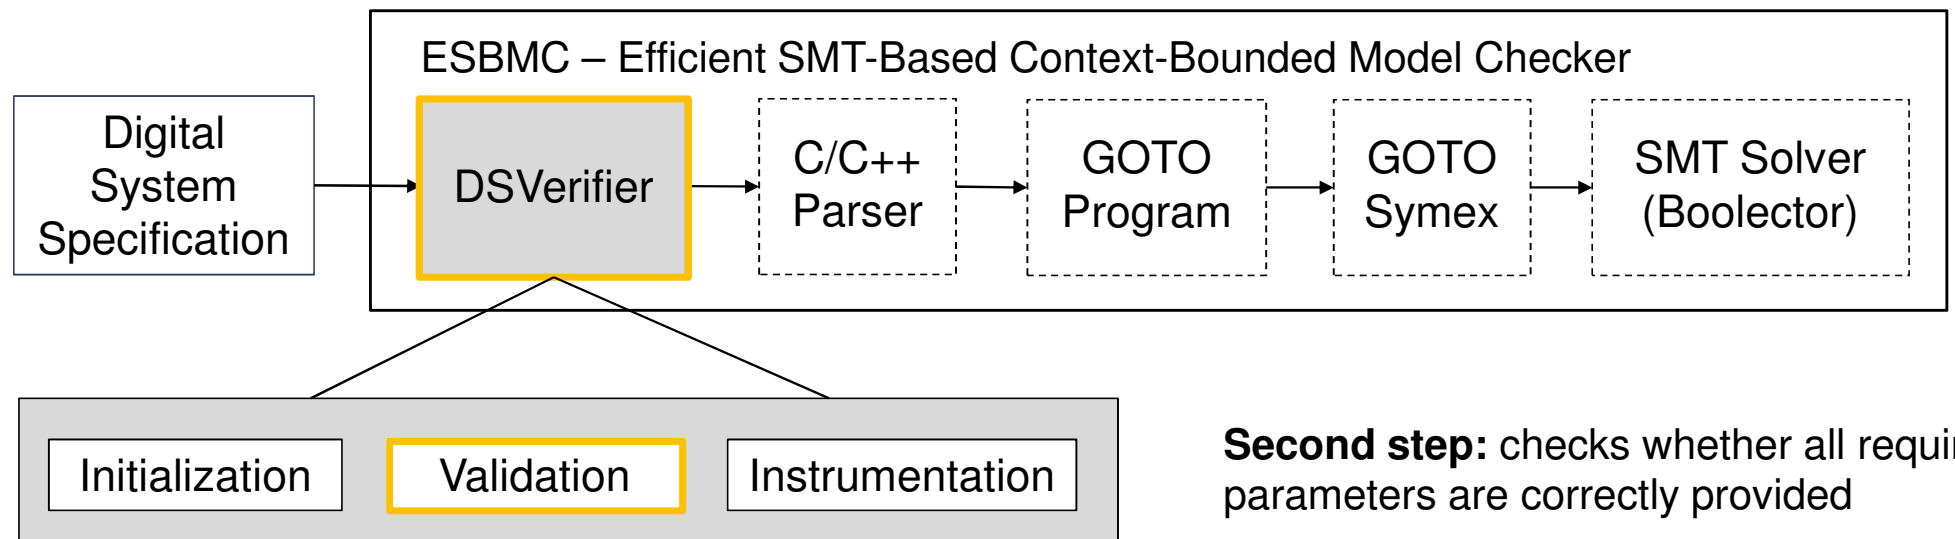 ESBMC – Efficient SMT-Based Context-Bounded Model Checker
Digital
System
Specification
DSVerifier
C/C++
Parser
GOTO
Program
GOTO
Symex
SMT Solver
(Boolector)
Initialization
Validation
Instrumentation
Second step: checks whether all
parameters are correctly provided